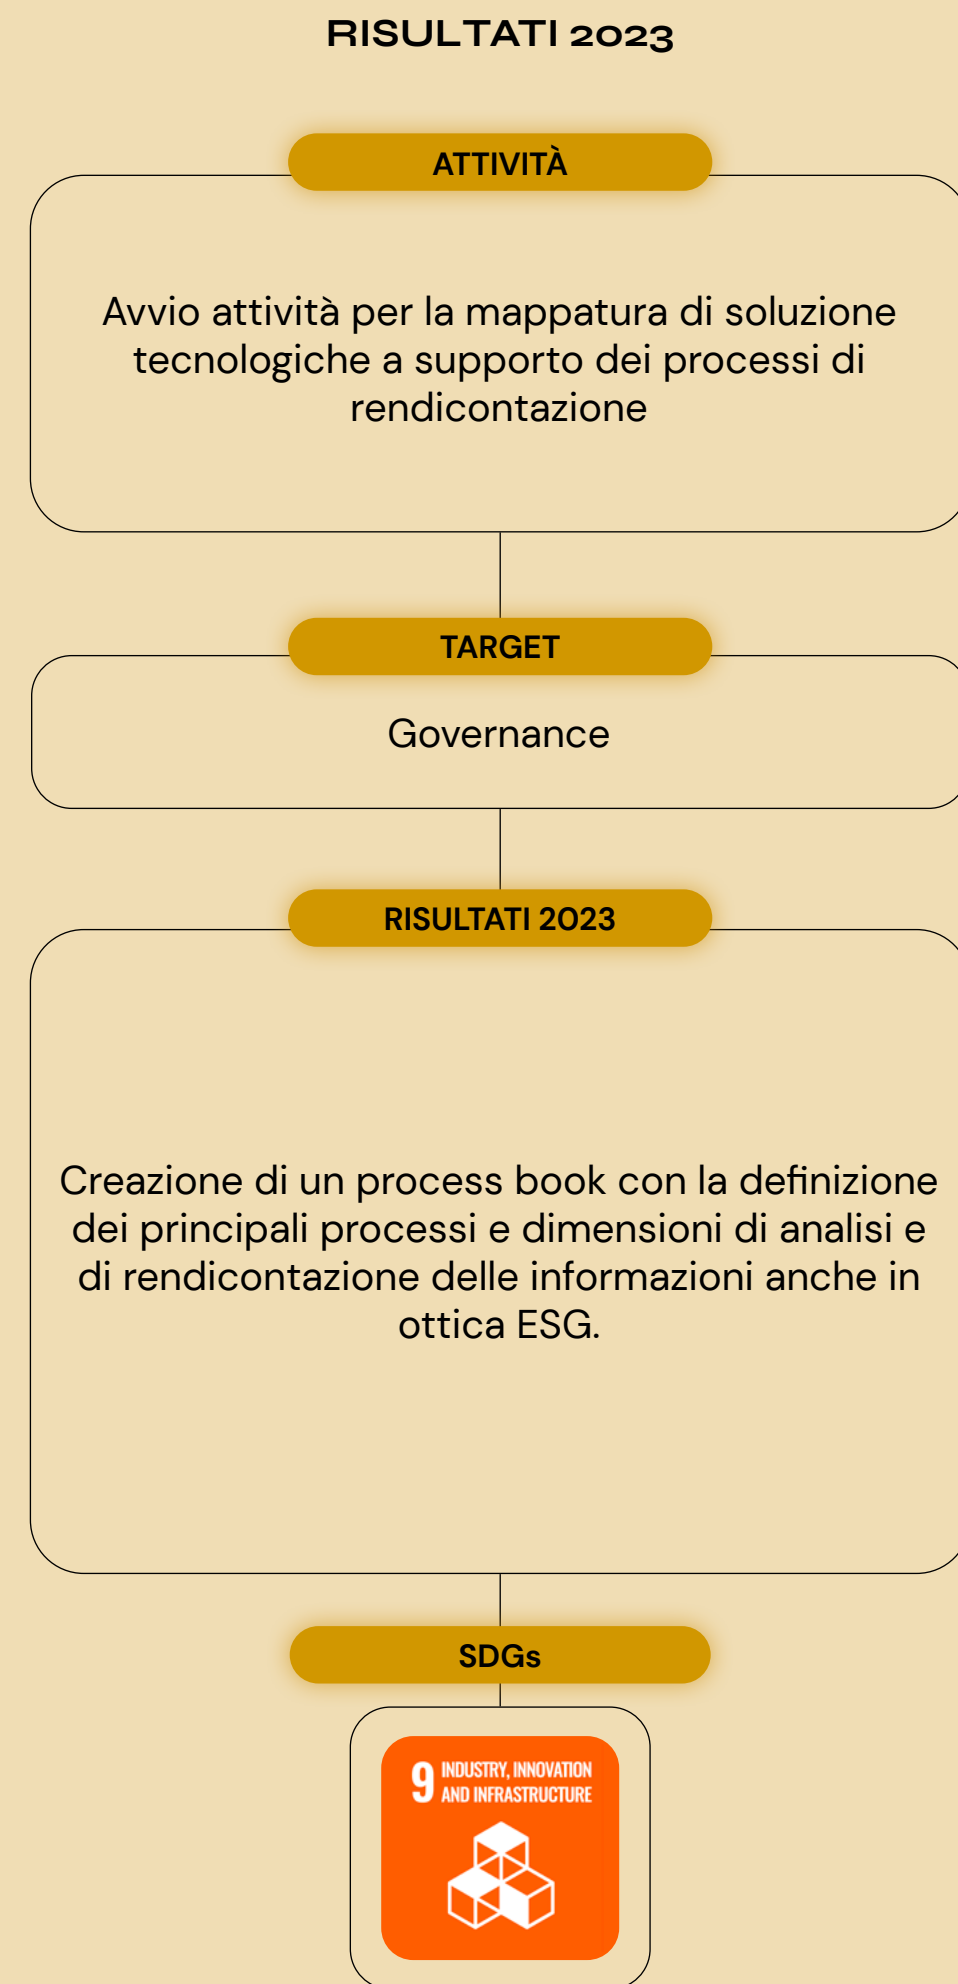 RISULTATI 2023
ATTIVITÀ
Avvio attività per la mappatura di soluzione
tecnologiche a supporto dei processi di
rendicontazione
TARGET
Governance
RISULTATI 2023
Creazione di un process book con la definizione
dei principali processi e dimensioni di analisi e
di rendicontazione delle informazioni anche in
ottica ESG.
SDGs
9 INDUSTRY, INNOVATION
AND INFRASTRUCTURE